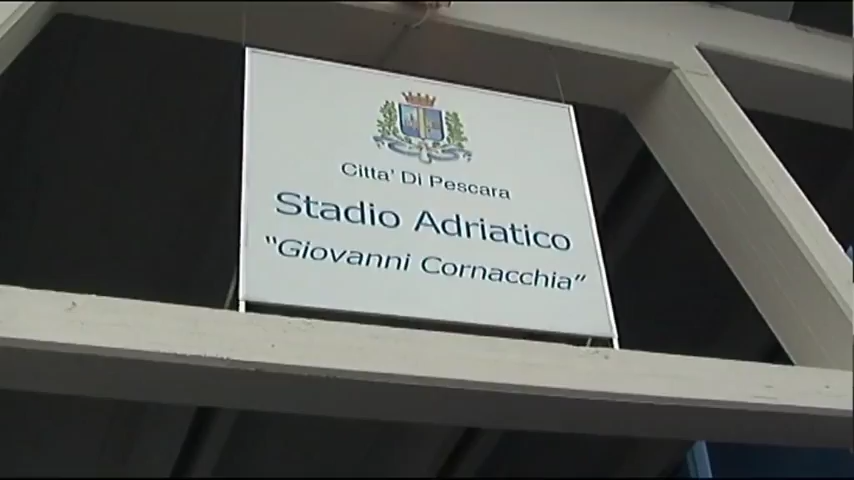 Citta' Di Pescara
Stadio Adriatico
"Giovanni Cornacchia"